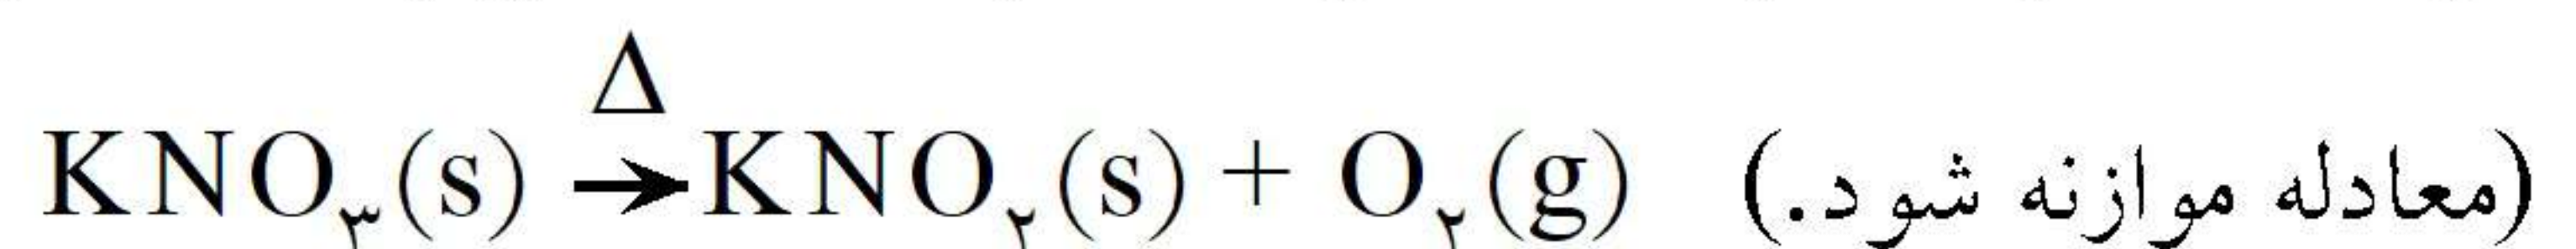 KNO۳(s) Δ→ KNO۲(s) + O۲(g) (معادله موازنه شود.)